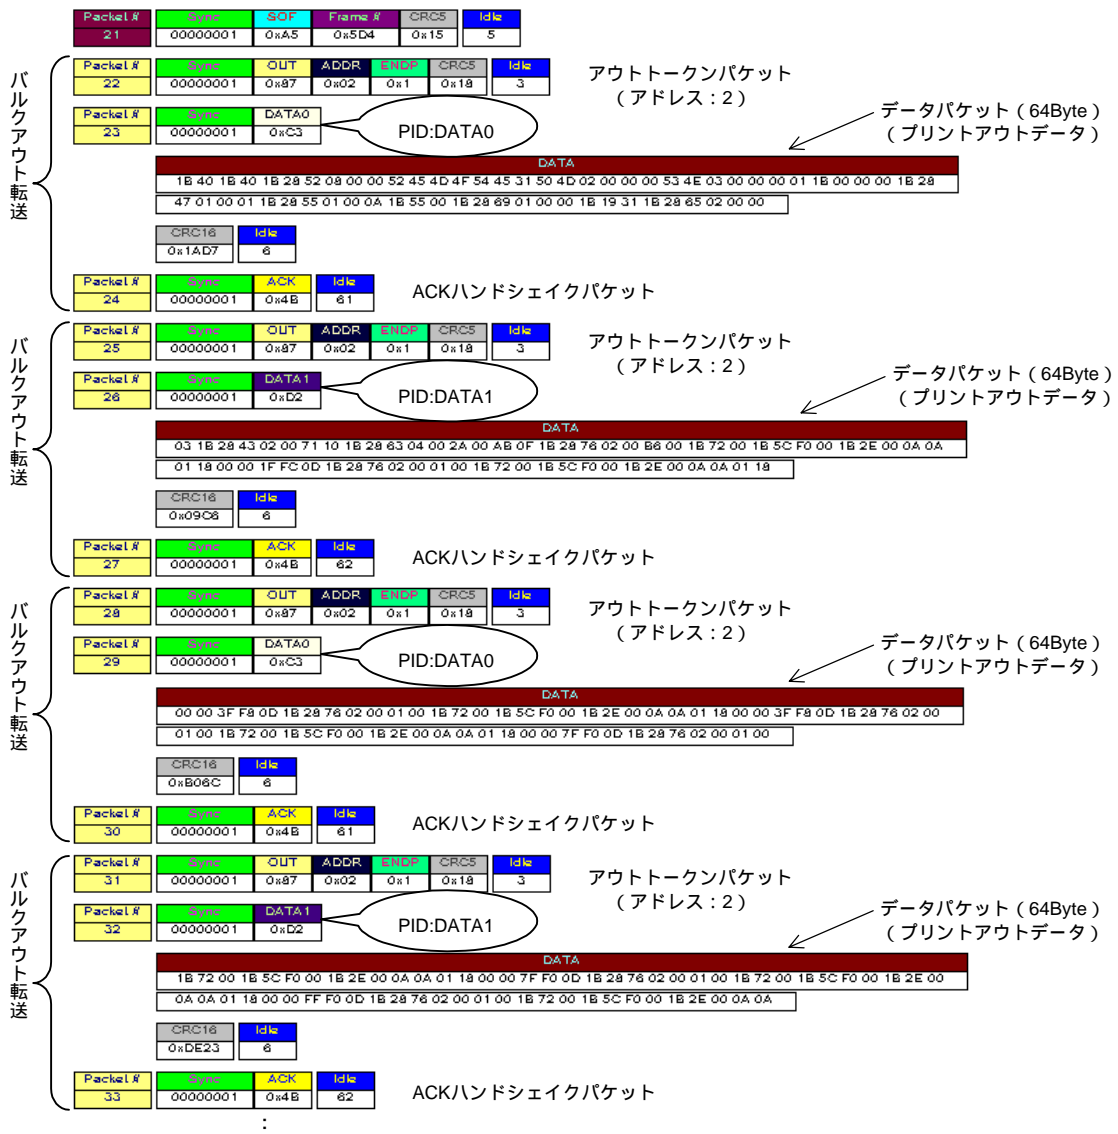 Packet # Sync SOF Frame # CRC5 Idle
21 00000001 0xA5 0x5D4 0x15 5
バルクアウト転送
Packet # Sync OUT ADDR ENDP CRC5 Idle
22 00000001 0x87 0x02 0x1 0x18 3
アウトトークンパケット
（アドレス：2）
Packet # Sync DATA0
23 00000001 0xC3
PID:DATA0
データパケット（64Byte）
（プリントアウトデータ）
DATA
1B 40 1B 40 1B 28 52 08 00 00 52 45 4D 4F 54 45 31 50 4D 02 00 00 00 53 4E 03 00 00 00 01 1B 00 00 00 1B 28
47 01 00 01 1B 28 55 01 00 0A 1B 55 00 1B 28 69 01 00 00 1B 19 31 1B 28 65 02 00 00
CRC16 Idle
0x1AD7 6
Packet # Sync ACK Idle
24 00000001 0x4B 61
ACKハンドシェイクパケット
バルクアウト転送
Packet # Sync OUT ADDR ENDP CRC5 Idle
25 00000001 0x87 0x02 0x1 0x18 3
アウトトークンパケット
（アドレス：2）
Packet # Sync DATA1
26 00000001 0xD2
PID:DATA1
データパケット（64Byte）
（プリントアウトデータ）
DATA
03 1B 28 43 02 00 71 10 1B 28 63 04 00 2A 00 AB 0F 1B 28 76 02 00 B6 00 1B 72 00 1B 5C F0 00 1B 2E 00 0A 0A
01 18 00 00 1F FC 0D 1B 28 76 02 00 01 00 1B 72 00 1B 5C F0 00 1B 2E 00 0A 0A 01 18
CRC16 Idle
0x09C6 6
Packet # Sync ACK Idle
27 00000001 0x4B 62
ACKハンドシェイクパケット
バルクアウト転送
Packet # Sync OUT ADDR ENDP CRC5 Idle
28 00000001 0x87 0x02 0x1 0x18 3
アウトトークンパケット
（アドレス：2）
Packet # Sync DATA0
29 00000001 0xC3
PID:DATA0
データパケット（64Byte）
（プリントアウトデータ）
DATA
00 00 3F F8 0D 1B 28 76 02 00 01 00 1B 72 00 1B 5C F0 00 1B 2E 00 0A 0A 01 18 00 00 3F F8 0D 1B 28 76 02 00
01 00 1B 72 00 1B 5C F0 00 1B 2E 00 0A 0A 01 18 00 00 7F F0 0D 1B 28 76 02 00 01 00
CRC16 Idle
0xB06C 6
Packet # Sync ACK Idle
30 00000001 0x4B 61
ACKハンドシェイクパケット
バルクアウト転送
Packet # Sync OUT ADDR ENDP CRC5 Idle
31 00000001 0x87 0x02 0x1 0x18 3
アウトトークンパケット
（アドレス：2）
Packet # Sync DATA1
32 00000001 0xD2
PID:DATA1
データパケット（64Byte）
（プリントアウトデータ）
DATA
1B 72 00 1B 5C F0 00 1B 2E 00 0A 0A 01 18 00 00 7F F0 0D 1B 28 76 02 00 01 00 1B 72 00 1B 5C F0 00 1B 2E 00
0A 0A 01 18 00 00 FF F0 0D 1B 28 76 02 00 01 00 1B 72 00 1B 5C F0 00 1B 2E 00 0A 0A
CRC16 Idle
0xDE23 6
Packet # Sync ACK Idle
33 00000001 0x4B 62
ACKハンドシェイクパケット
：